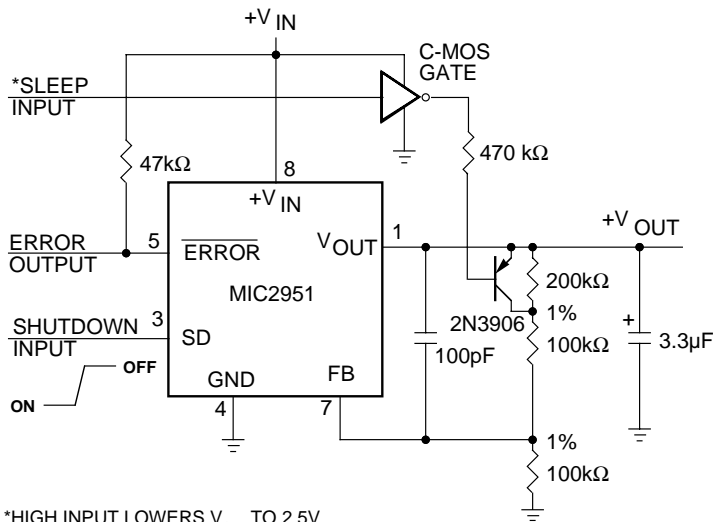 +V IN
C-MOS
GATE
*SLEEP
INPUT
47kΩ
8
470 kΩ
+V IN
+V OUT
ERROR
OUTPUT
5
ERROR
V OUT
1
MIC2951
200kΩ
2N3906
1%
SHUTDOWN
INPUT
3
SD
100pF
100kΩ
+
3.3µF
OFF
ON
GND
FB
4
7
1%
100kΩ
*HIGH INPUT LOWERS V TO 2.5V